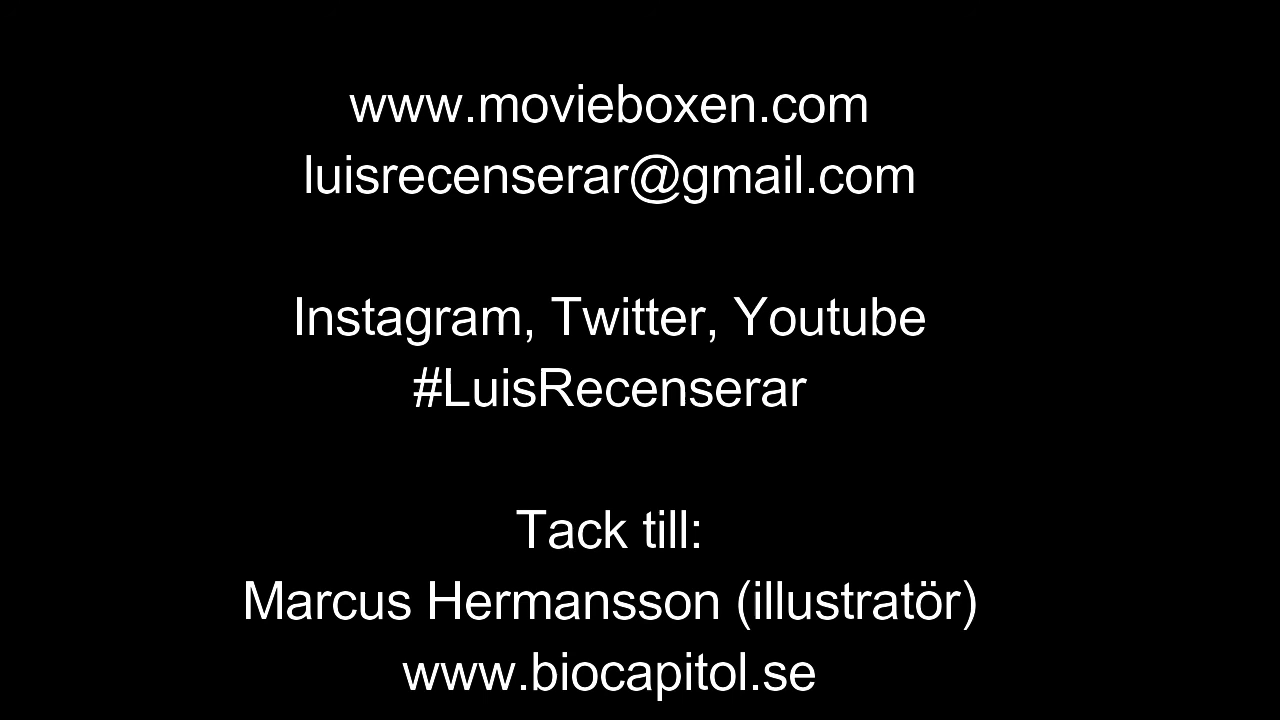 www.movieboxen.com
luisrecenserar@gmail.com
Instagram, Twitter, Youtube
#LuisRecenserar
Tack till:
Marcus Hermansson (illustratör)
www.biocapitol.se